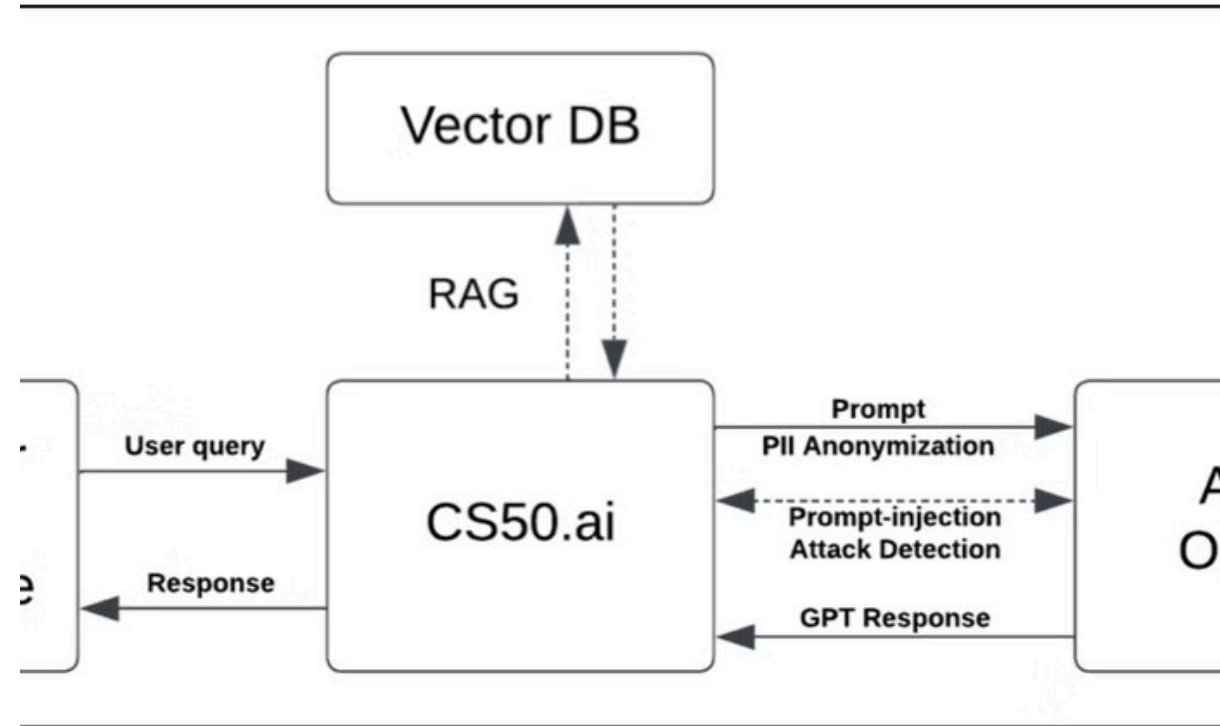 Vector DB
RAG
User query
Response
CS50.ai
Prompt
PII Anonymization
Prompt-injection
Attack Detection
GPT Response